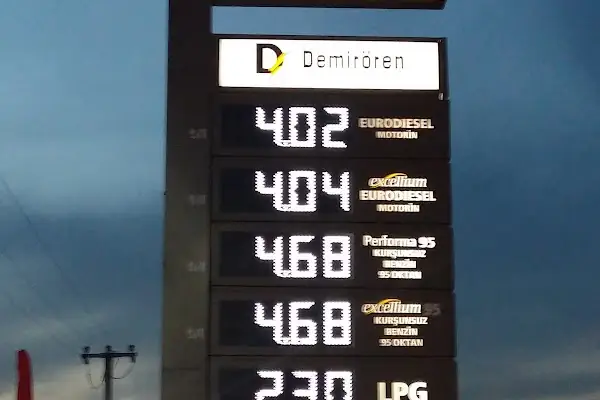 D Demirören
4.02 EURODIESEL
MOTORİN
4.04 excellium
EURODIESEL
MOTORİN
4.68 Performa 95
KURŞUNSUZ
BENZİN
95 OKTAN
4.68 excellium 95
KURŞUNSUZ
BENZİN
95 OKTAN
2.30 LPG